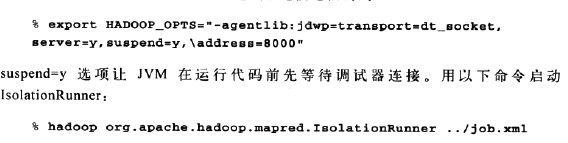 % export HADOOP_OPTS="-agentlib:jdwp=transport=dt_socket,
server=y,suspend=y,\address=8000"
suspend=y 选项让 JVM 在运行代码前先等待调试器连接。用以下命令启动
IsolationRunner：
% hadoop org.apache.hadoop.mapred.IsolationRunner ../job.xml